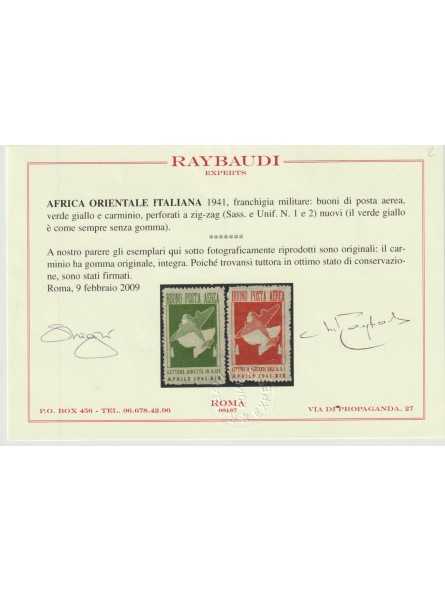 RAYBAUDI
EXPERTS
AFRICA ORIENTALE ITALIANA 1941, franchigia militare: buoni di posta aerea,
verde giallo e carminio, perforati a zig-zag (Sass. e Unif. N. 1 e 2) nuovi (il verde giallo
è come sempre senza gomma).
*******
A nostro parere gli esemplari qui sotto fotograficamente riprodotti sono originali: il car-
minio ha gomma originale, integra. Poiché trovansi tuttora in ottimo stato di conservazio-
ne, sono stati firmati.
Roma, 9 febbraio 2009
BUONO POSTA AEREA
BUONO POSTA AEREA
APRILE 1941-XIX
APRILE 1941-XIX
ROMA
P.O. BOX 456 - TEL. 06.678.42.06
VIA DI PROPAGANDA, 27